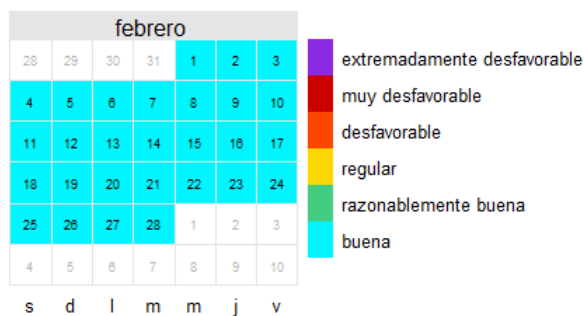 febrero
28 29 30 31 1 2 3
4 5 6 7 8 9 10
11 12 13 14 15 16 17
18 19 20 21 22 23 24
25 26 27 28 1 2 3
4 5 6 7 8 9 10
s d l m m j v
extremadamente desfavorable
muy desfavorable
desfavorable
regular
razonablemente buena
buena